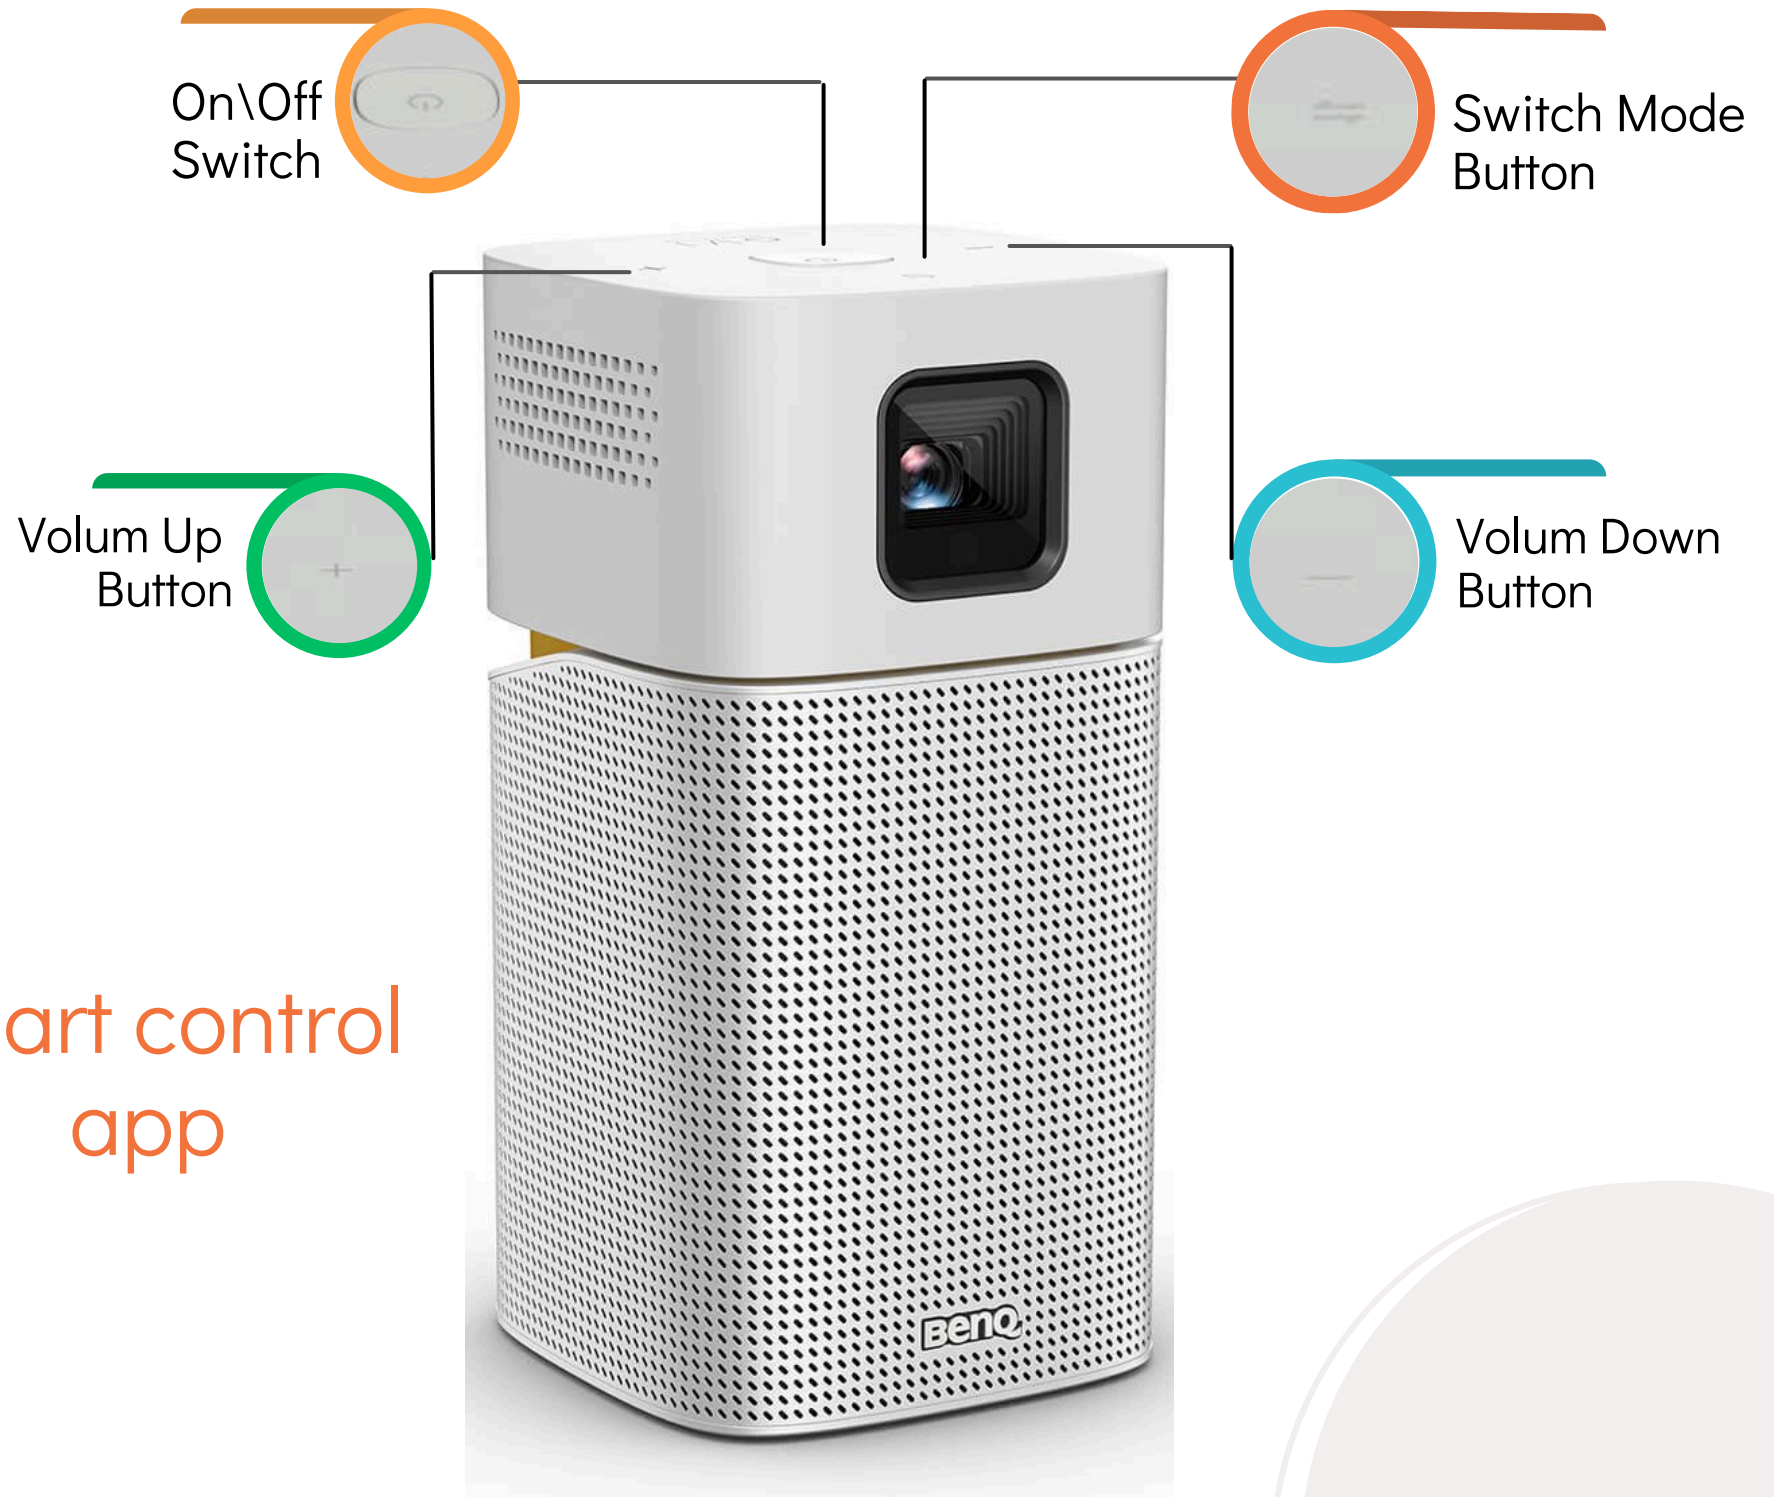 On\Off
Switch
Switch Mode
Button
Volum Up
Button
Volum Down
Button
art control
app
BenQ